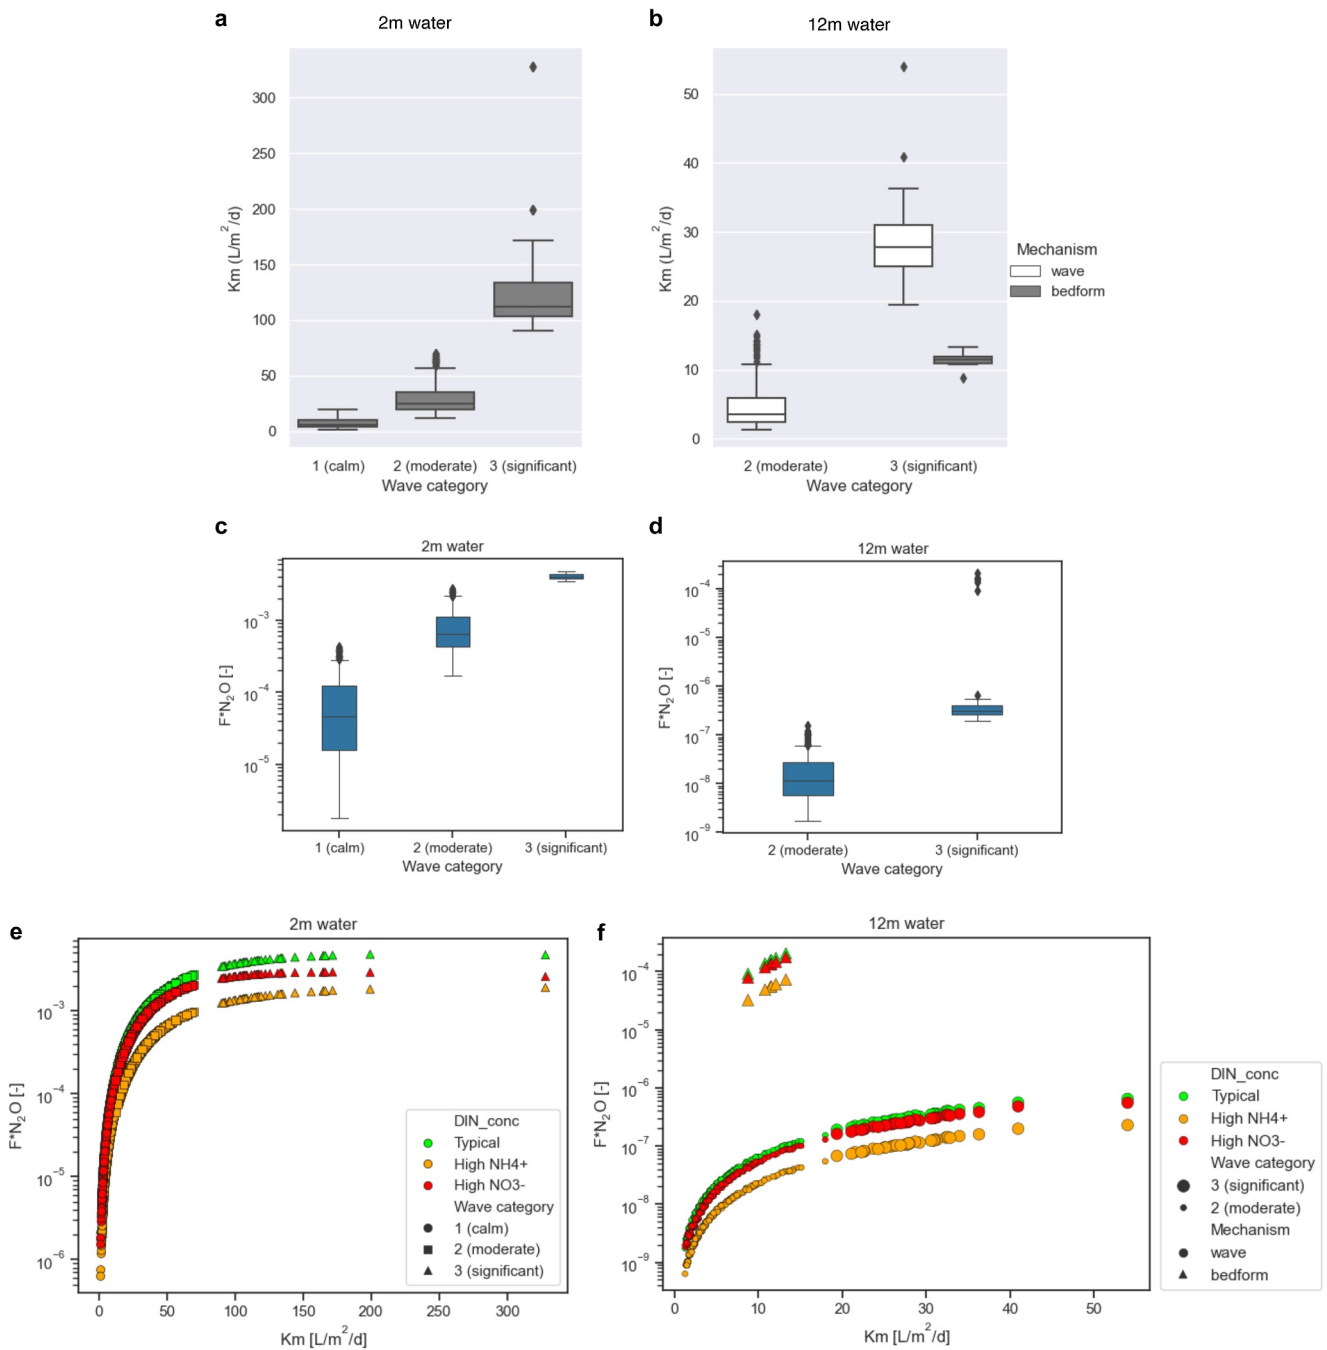 a
2m water
300
250
200
150
100
50
0
Km (L/m²/d)
1 (calm)
2 (moderate)
3 (significant)
Wave category
b
12m water
50
40
30
20
10
0
Km (L/m²/d)
2 (moderate)
3 (significant)
Wave category
Mechanism
wave
bedform
c
2m water
10⁻³
10⁻⁴
10⁻⁵
F*N₂O [-]
1 (calm)
2 (moderate)
3 (significant)
Wave category
d
12m water
10⁻⁴
10⁻⁵
10⁻⁶
10⁻⁷
10⁻⁸
10⁻⁹
F*N₂O [-]
2 (moderate)
3 (significant)
Wave category
e
2m water
10⁻³
10⁻⁴
10⁻⁵
10⁻⁶
F*N₂O [-]
DIN_conc
Typical
High NH4+
High NO3-
Wave category
1 (calm)
2 (moderate)
3 (significant)
0
50
100
150
200
250
300
Km [L/m²/d]
f
12m water
10⁻⁴
10⁻⁵
10⁻⁶
10⁻⁷
10⁻⁸
10⁻⁹
F*N₂O [-]
0
10
20
30
40
50
Km [L/m²/d]
DIN_conc
Typical
High NH4+
High NO3-
Wave category
3 (significant)
2 (moderate)
Mechanism
wave
bedform